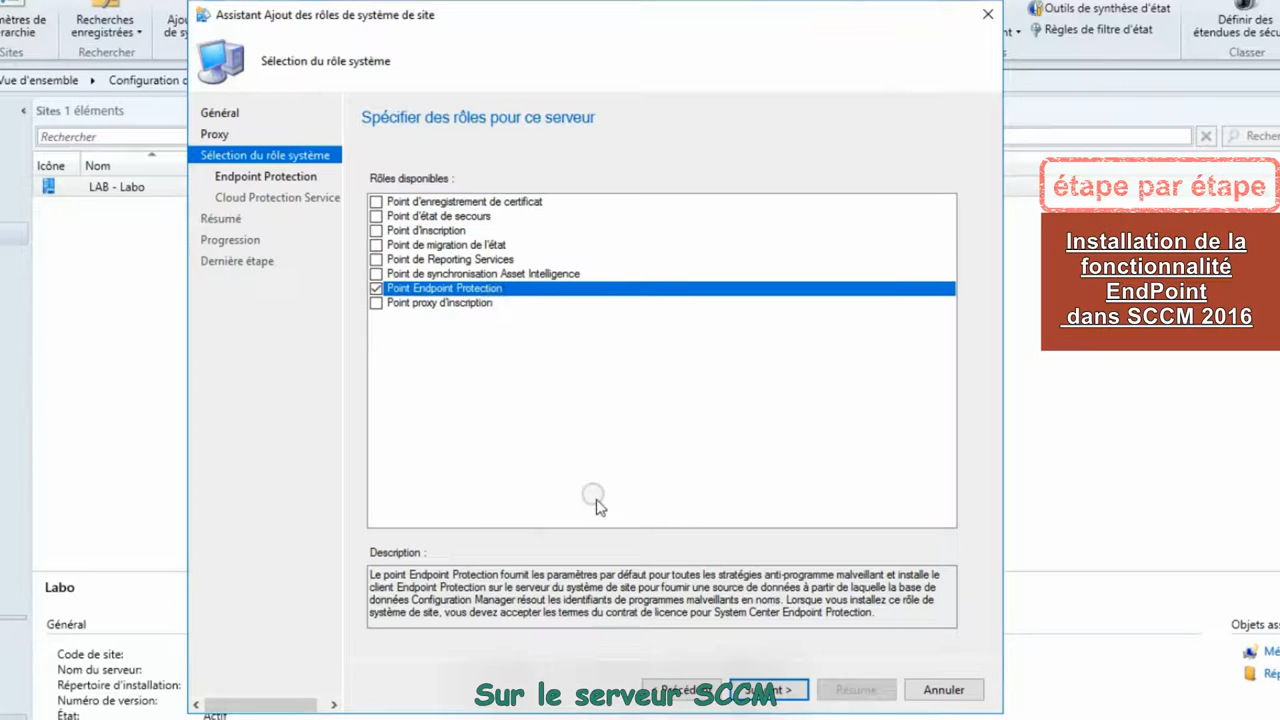 Assistant Ajout des rôles de système de site
Sélection du rôle système
mètres de
Recherches
enregistrées
Rechercher
Sites
Outils de synthèse d'état
Règles de filtre d'état
Définir des
étendues de sécu
Classer
Vue d'ensemble
Configuration
Sites 1 éléments
Rechercher
Recher
Icône
Nom
LAB - Labo
Général
Proxy
Sélection du rôle système
Endpoint Protection
Cloud Protection Service
Résumé
Progression
Dernière étape
Spécifier des rôles pour ce serveur
Rôles disponibles :
Point d'enregistrement de certificat
Point d'état de secours
Point d'inscription
Point de migration de l'état
Point de Reporting Services
Point de synchronisation Asset Intelligence
Point Endpoint Protection
Point proxy d'inscription
étape par étape
Installation de la
fonctionnalité
EndPoint
dans SCCM 2016
Description :
Le point Endpoint Protection fournit les paramètres par défaut pour toutes les stratégies anti-programme malveillant et installe le
client Endpoint Protection sur le serveur du système de site pour fournir une source de données à partir de laquelle la base de
données Configuration Manager résout les identifiants de programmes malveillants en noms. Lorsque vous installez ce rôle de
système de site, vous devez accepter les termes du contrat de licence pour System Center Endpoint Protection.
Labo
Général
Code de site:
Nom du serveur:
Répertoire d'installation:
Numéro de version:
État:
Actif
Objets ass
Mé
Rép
Résumé
Annuler
Sur le serveur SCCM